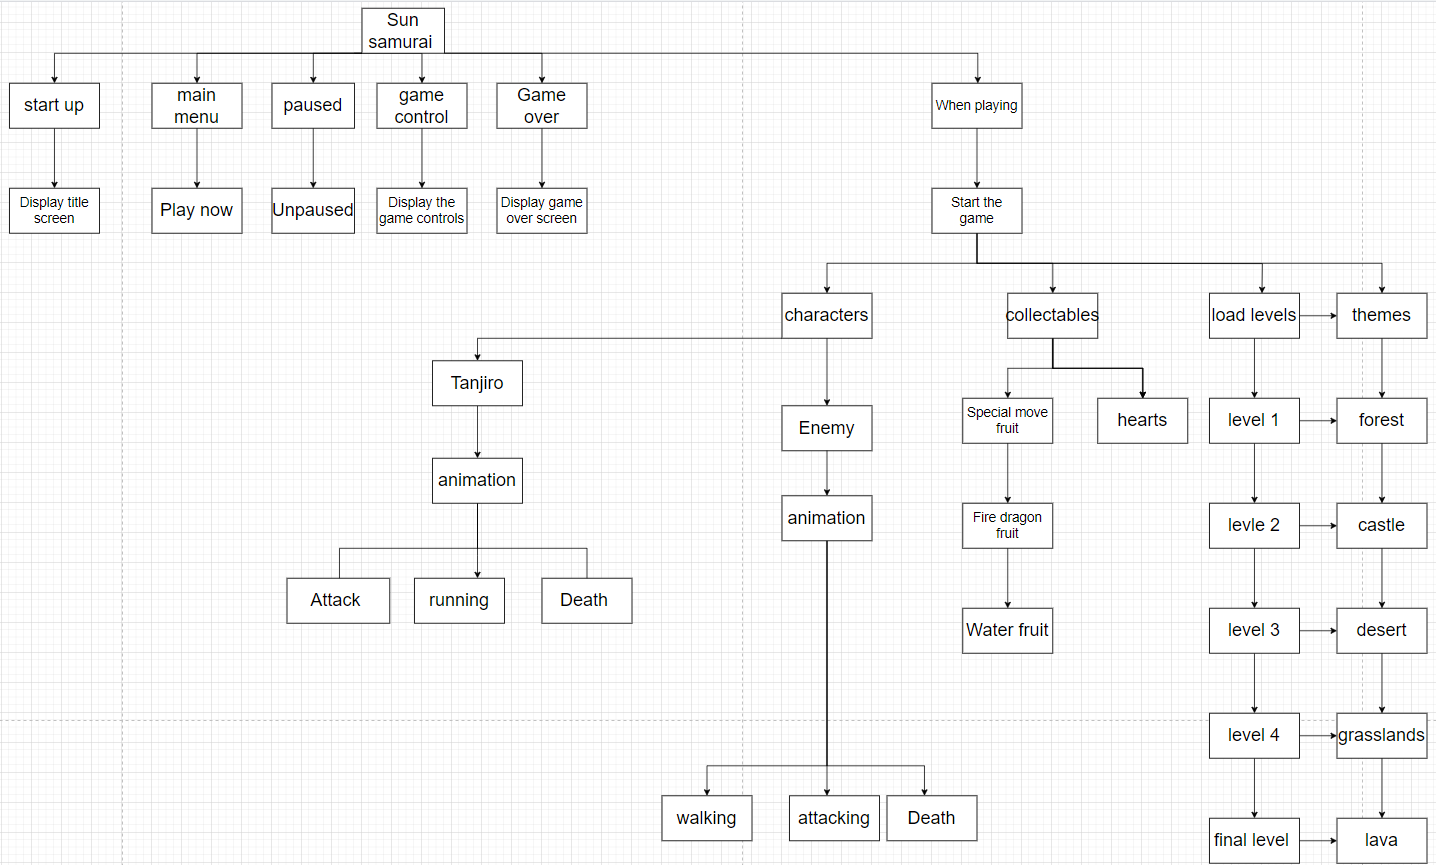 Sun
samurai
start up
main
menu
paused
game
control
Game
over
When playing
Display title
screen
Play now
Unpaused
Display the
game controls
Display game
over screen
Start the
game
characters
collectables
load levels
themes
Tanjiro
Enemy
Special move
fruit
hearts
level 1
forest
animation
animation
Fire dragon
fruit
levle 2
castle
Attack
running
Death
Water fruit
level 3
desert
level 4
grasslands
walking
attacking
Death
final level
lava